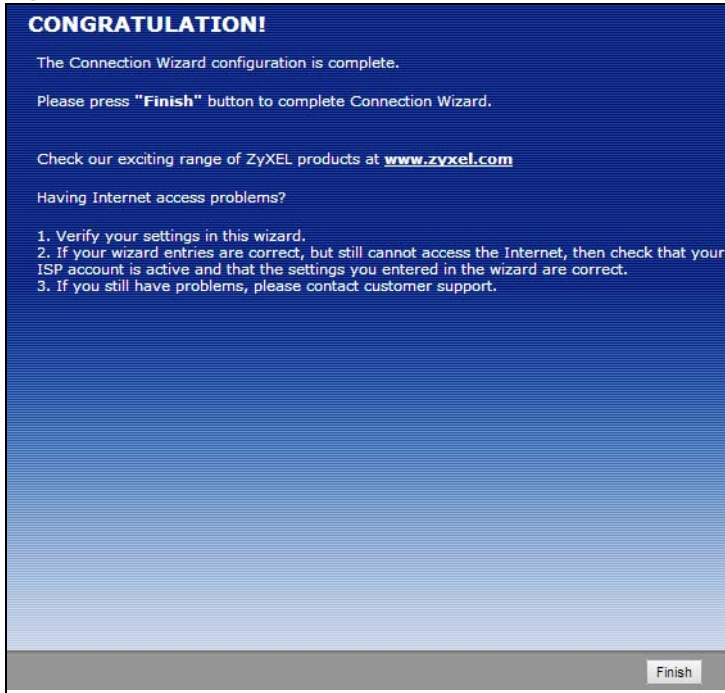 CONGRATULATION!
The Connection Wizard configuration is complete.
Please press "Finish" button to complete Connection Wizard.
Check our exciting range of ZyXEL products at www.zyxel.com
Having Internet access problems?
1. Verify your settings in this wizard.
2. If your wizard entries are correct, but still cannot access the Internet, then check that your
ISP account is active and that the settings you entered in the wizard are correct.
3. If you still have problems, please contact customer support.
Finish